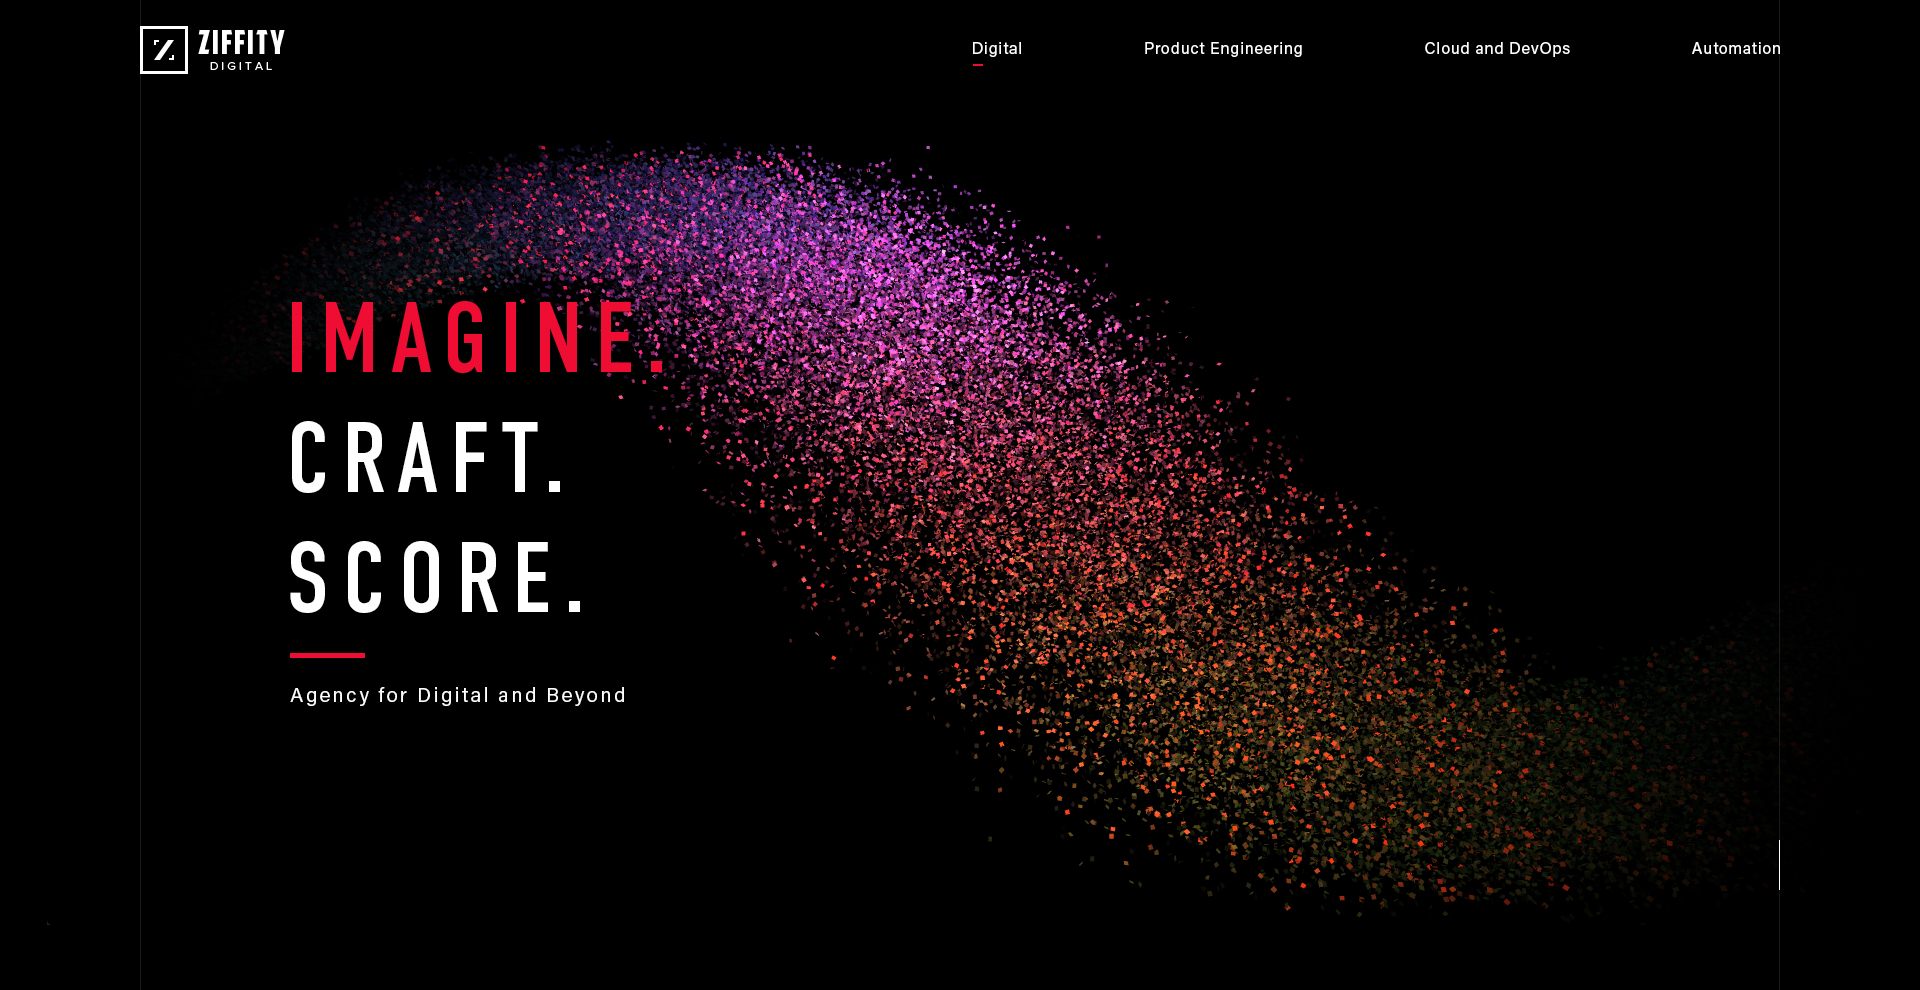 ZIFFITY
DIGITAL
Digital
Product Engineering
Cloud and DevOps
Automation
IMAGINE.
CRAFT.
SCORE.
Agency for Digital and Beyond